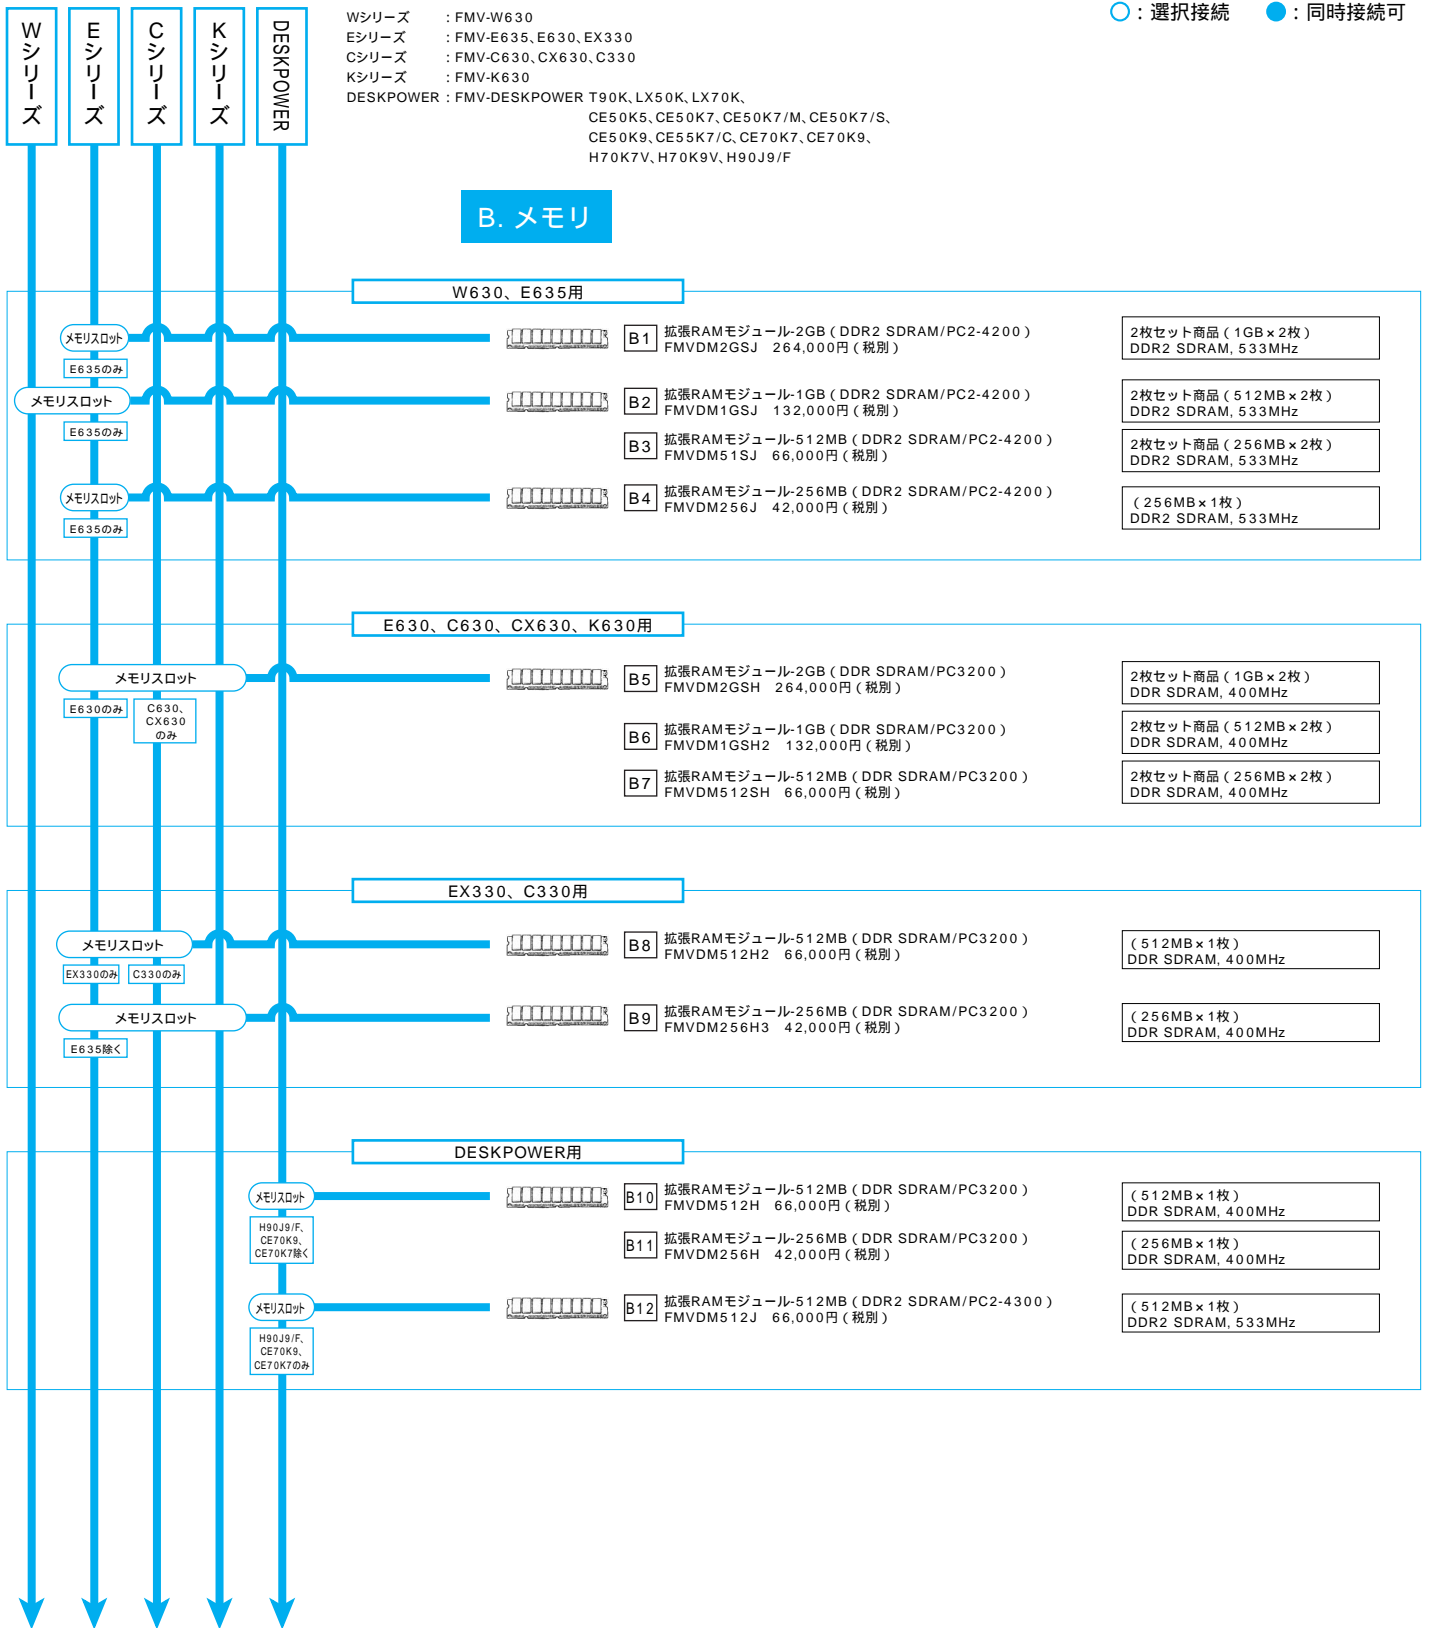 Wシリーズ
Eシリーズ
Cシリーズ
Kシリーズ
DESKPOWER
Wシリーズ : FMV-W630
Eシリーズ : FMV-E635、E630、EX330
Cシリーズ : FMV-C630、CX630、C330
Kシリーズ : FMV-K630
DESKPOWER : FMV-DESKPOWER T90K、LX50K、LX70K、
CE50K5、CE50K7、CE50K7/M、CE50K7/S、
CE50K9、CE55K7/C、CE70K7、CE70K9、
H70K7V、H70K9V、H90J9/F
○ : 選択接続 ● : 同時接続可
B. メモリ
W630、E635用
メモリスロット
E635のみ
B1 拡張RAMモジュール-2GB ( DDR2 SDRAM/PC2-4200 )
FMVDM2GSJ 264,000円 ( 税別 )
2枚セット商品 ( 1GB × 2枚 )
DDR2 SDRAM, 533MHz
メモリスロット
E635のみ
B2 拡張RAMモジュール-1GB ( DDR2 SDRAM/PC2-4200 )
FMVDM1GSJ 132,000円 ( 税別 )
2枚セット商品 ( 512MB × 2枚 )
DDR2 SDRAM, 533MHz
B3 拡張RAMモジュール-512MB ( DDR2 SDRAM/PC2-4200 )
FMVDM51SJ 66,000円 ( 税別 )
2枚セット商品 ( 256MB × 2枚 )
DDR2 SDRAM, 533MHz
メモリスロット
E635のみ
B4 拡張RAMモジュール-256MB ( DDR2 SDRAM/PC2-4200 )
FMVDM256J 42,000円 ( 税別 )
( 256MB × 1枚 )
DDR2 SDRAM, 533MHz
E630、C630、CX630、K630用
メモリスロット
E630のみ
C630、
CX630
のみ
B5 拡張RAMモジュール-2GB ( DDR SDRAM/PC3200 )
FMVDM2GSH 264,000円 ( 税別 )
2枚セット商品 ( 1GB × 2枚 )
DDR SDRAM, 400MHz
B6 拡張RAMモジュール-1GB ( DDR SDRAM/PC3200 )
FMVDM1GSH2 132,000円 ( 税別 )
2枚セット商品 ( 512MB × 2枚 )
DDR SDRAM, 400MHz
B7 拡張RAMモジュール-512MB ( DDR SDRAM/PC3200 )
FMVDM512SH 66,000円 ( 税別 )
2枚セット商品 ( 256MB × 2枚 )
DDR SDRAM, 400MHz
EX330、C330用
メモリスロット
EX330のみ
C330のみ
B8 拡張RAMモジュール-512MB ( DDR SDRAM/PC3200 )
FMVDM512H2 66,000円 ( 税別 )
( 512MB × 1枚 )
DDR SDRAM, 400MHz
メモリスロット
E635除く
B9 拡張RAMモジュール-256MB ( DDR SDRAM/PC3200 )
FMVDM256H3 42,000円 ( 税別 )
( 256MB × 1枚 )
DDR SDRAM, 400MHz
DESKPOWER用
メモリスロット
H90J9/F、
CE70K9、
CE70K7除く
B10 拡張RAMモジュール-512MB ( DDR SDRAM/PC3200 )
FMVDM512H 66,000円 ( 税別 )
( 512MB × 1枚 )
DDR SDRAM, 400MHz
B11 拡張RAMモジュール-256MB ( DDR SDRAM/PC3200 )
FMVDM256H 42,000円 ( 税別 )
( 256MB × 1枚 )
DDR SDRAM, 400MHz
メモリスロット
H90J9/F、
CE70K9、
CE70K7のみ
B12 拡張RAMモジュール-512MB ( DDR2 SDRAM/PC2-4300 )
FMVDM512J 66,000円 ( 税別 )
( 512MB × 1枚 )
DDR2 SDRAM, 533MHz